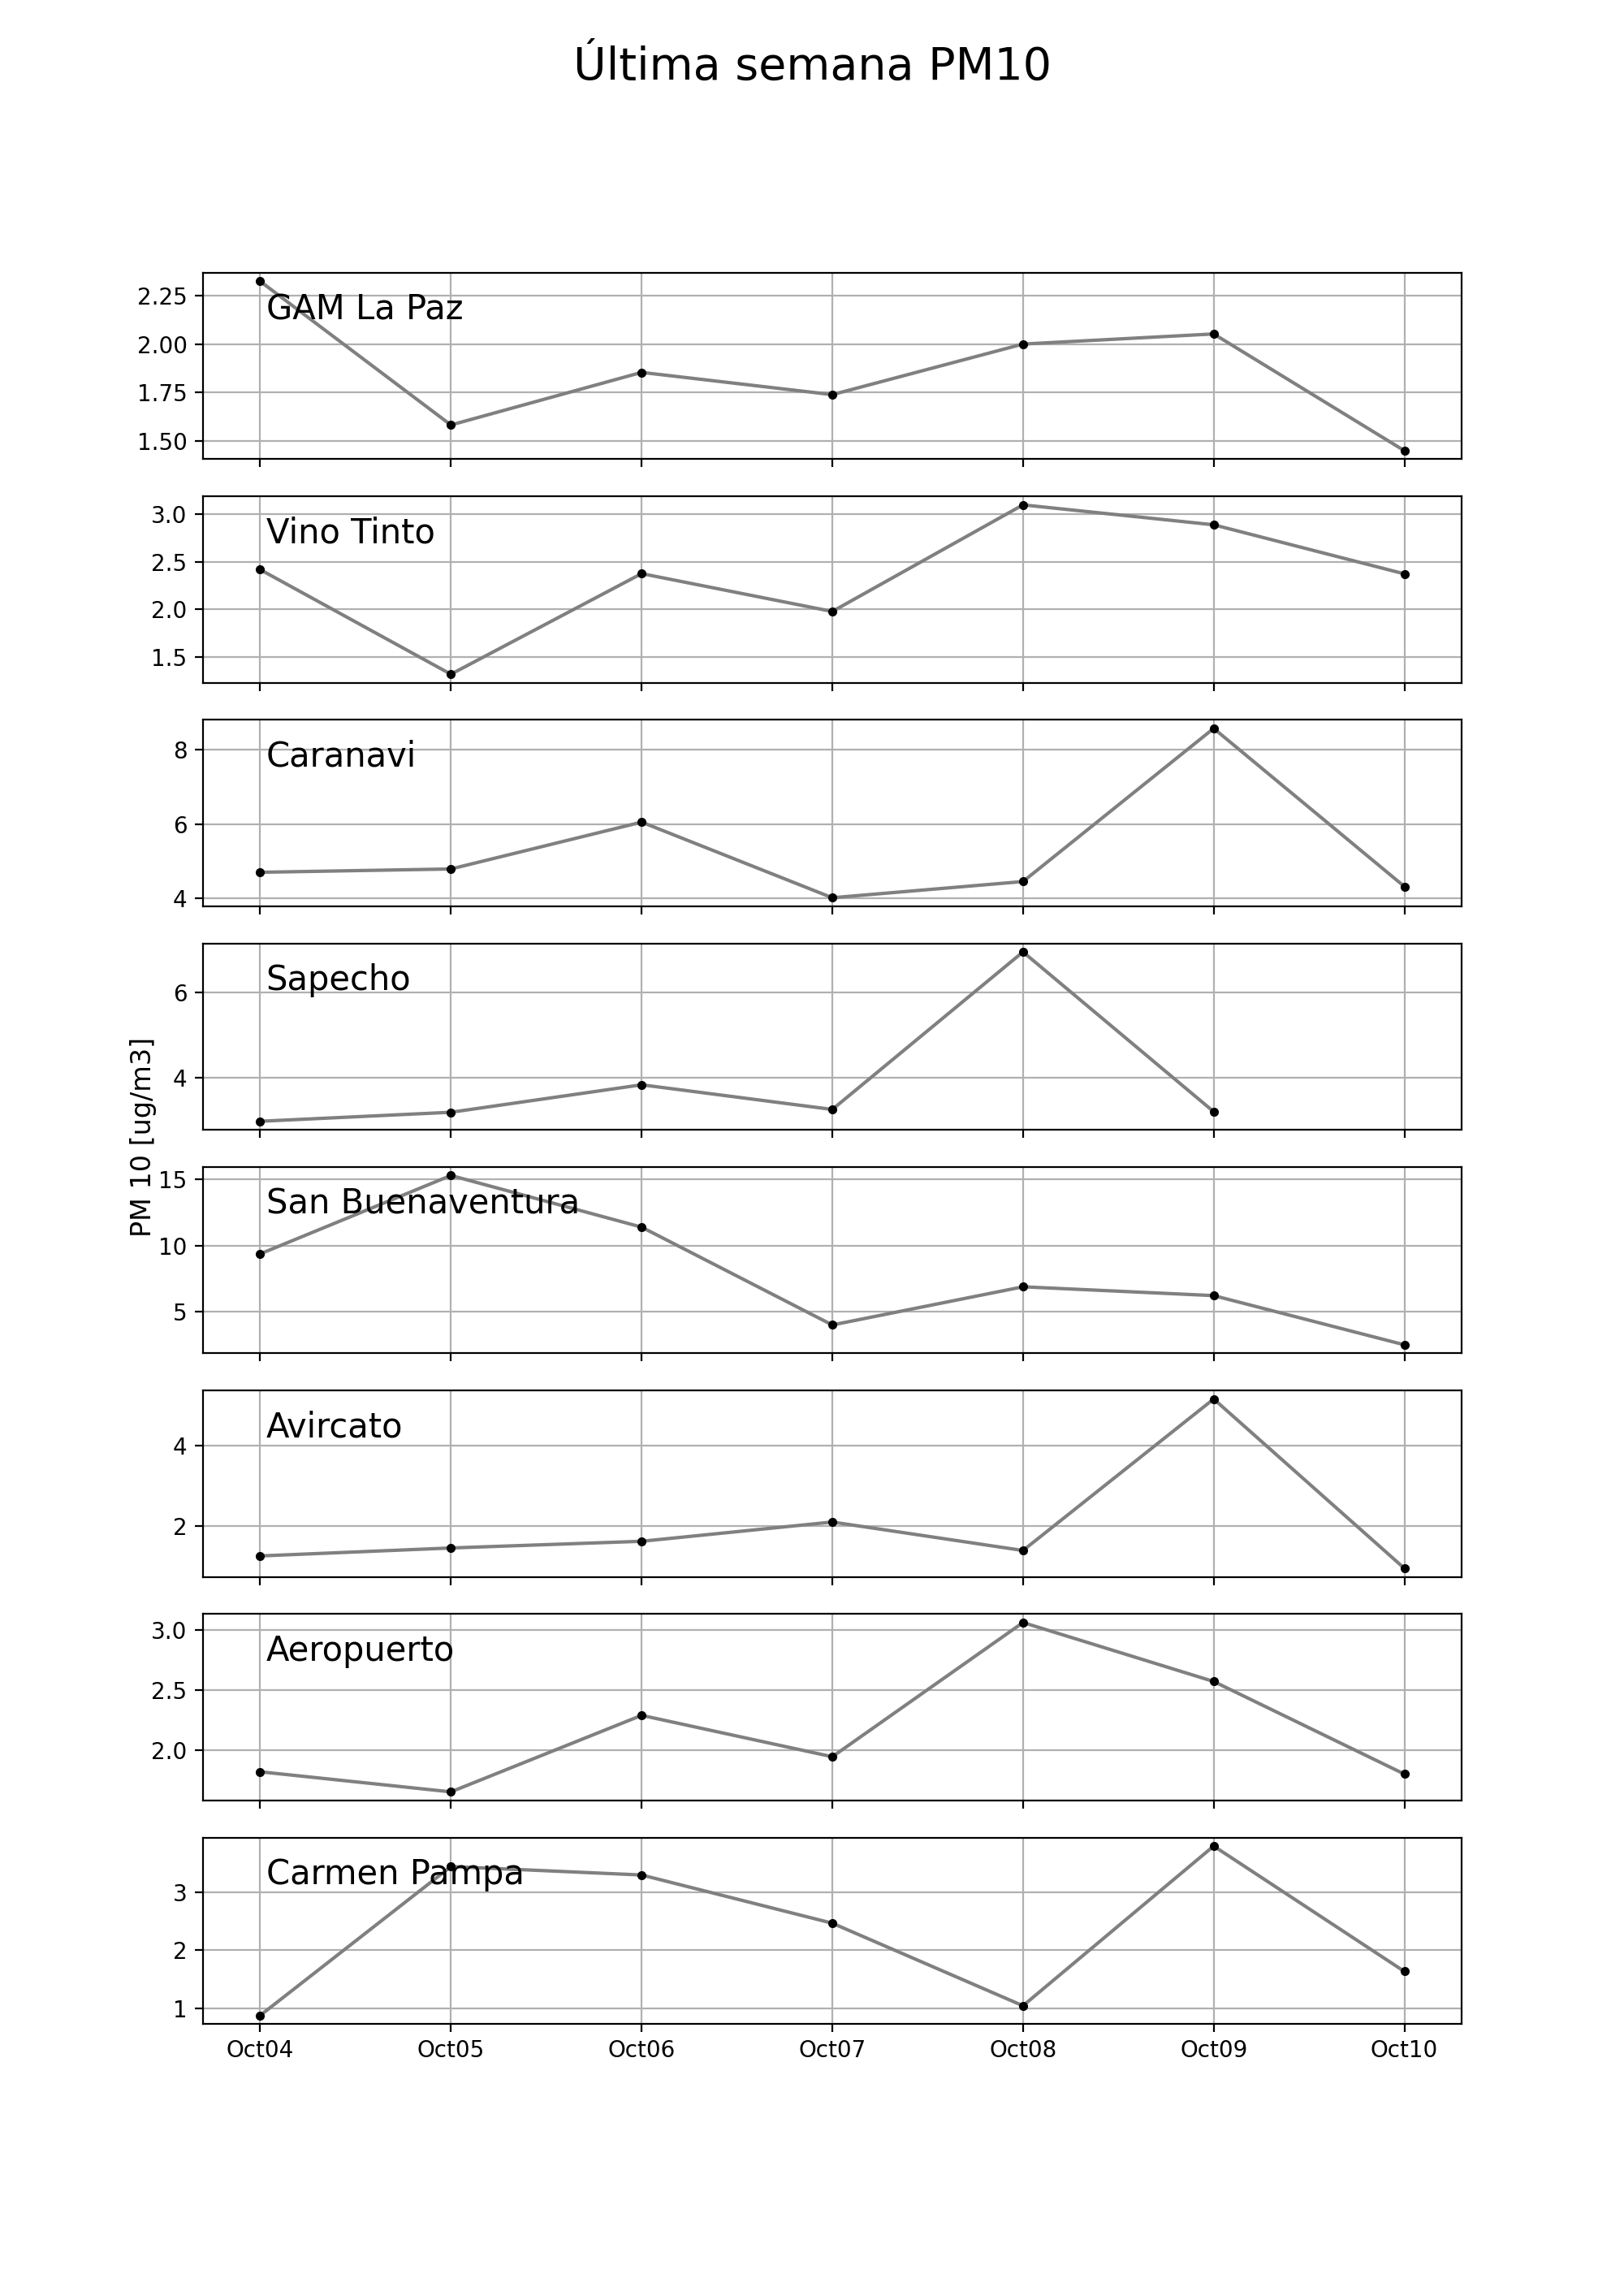 Última semana PM10
GAM La Paz
2.25
2.00
1.75
1.50
Vino Tinto
3.0
2.5
2.0
1.5
Caranavi
8
6
4
Sapecho
6
4
PM 10 [ug/m3]
San Buenaventura
15
10
5
Avircato
4
2
Aeropuerto
3.0
2.5
2.0
Carmen Pampa
3
2
1
Oct04 Oct05 Oct06 Oct07 Oct08 Oct09 Oct10